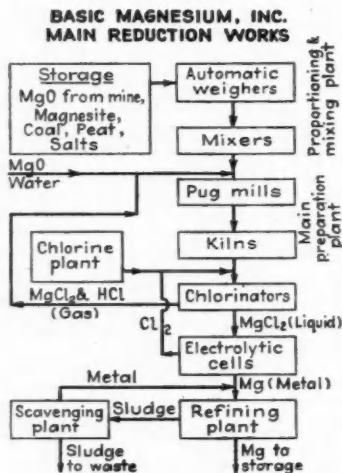 BASIC MAGNESIUM, INC.
MAIN REDUCTION WORKS
Storage
MgO from mine,
Magnesite,
Coal, Peat,
Salts
Automatic
weighers
Proportioning &
mixing plant
Mixers
MgO
Water
Pug mills
Main
preparation
plant
Kilns
Chlorine
plant
MgCl2 & HCl
(Gas)
Chlorinators
Cl2
MgCl2 (Liquid)
Electrolytic
cells
Metal
Mg (Metal)
Scavenging
plant
Sludge
Refining
plant
Sludge
to waste
Mg to
storage